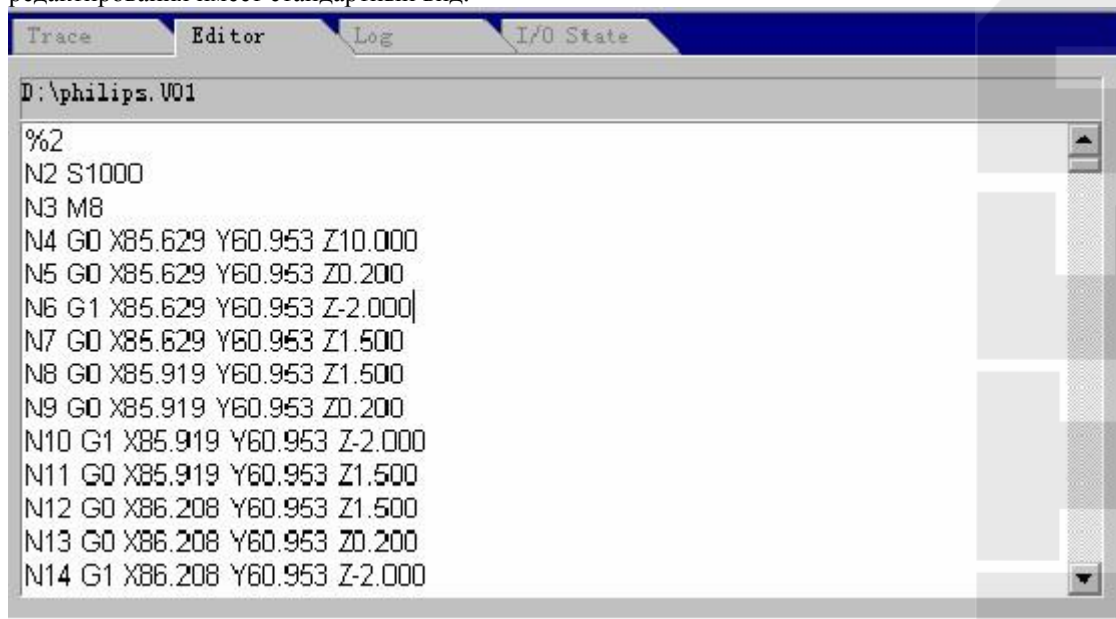 редактирования имеет стандартный вид.
Trace Editor Log I/O State
D:\philips.U01
%2
N2 S1000
N3 M8
N4 G0 X85.629 Y60.953 Z10.000
N5 G0 X85.629 Y60.953 Z0.200
N6 G1 X85.629 Y60.953 Z-2.000
N7 G0 X85.629 Y60.953 Z1.500
N8 G0 X85.919 Y60.953 Z1.500
N9 G0 X85.919 Y60.953 Z0.200
N10 G1 X85.919 Y60.953 Z-2.000
N11 G0 X85.919 Y60.953 Z1.500
N12 G0 X86.208 Y60.953 Z1.500
N13 G0 X86.208 Y60.953 Z0.200
N14 G1 X86.208 Y60.953 Z-2.000